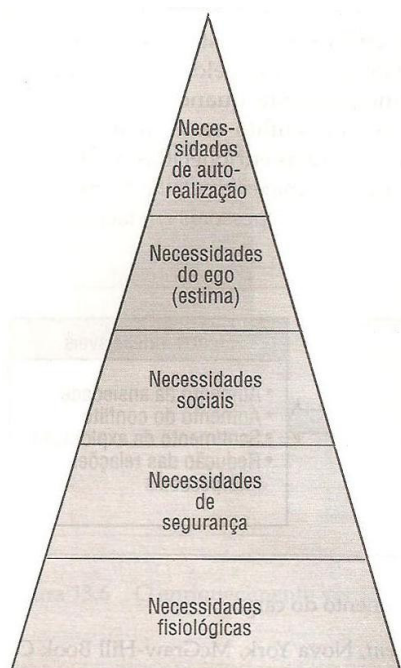 Neces-
sidades
de auto-
realização
Necessidades
do ego
(estima)
Necessidades
sociais
Necessidades
de
segurança
Necessidades
fisiológicas